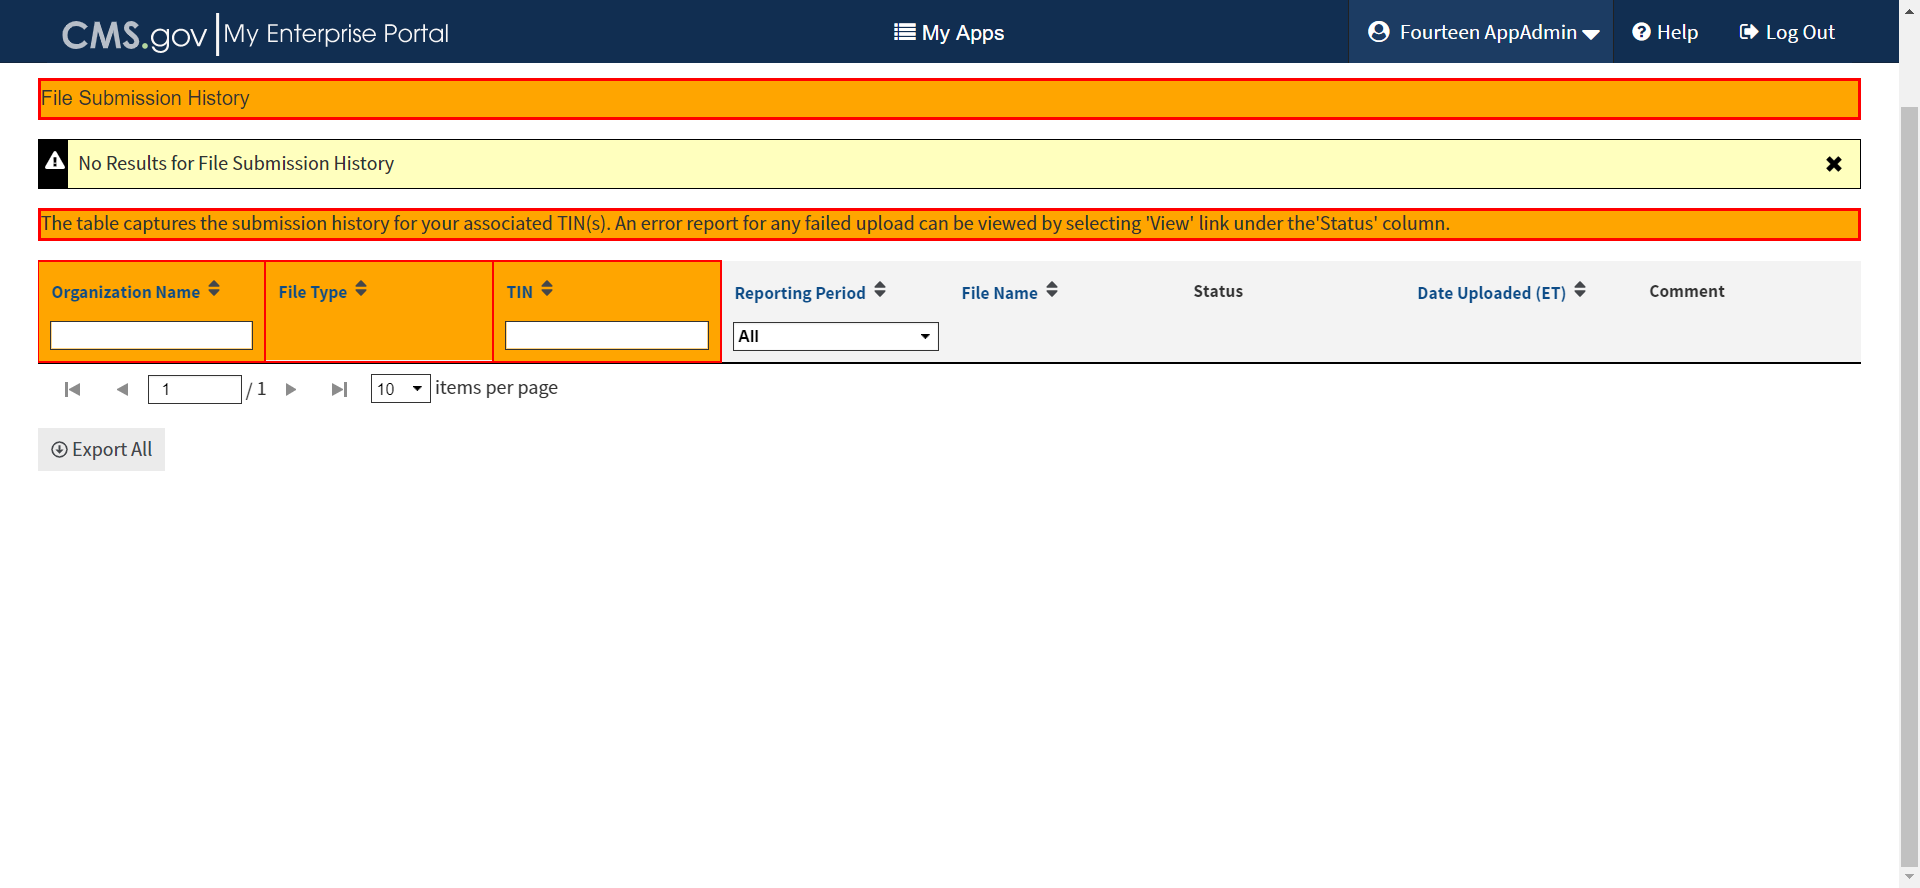 CMS.gov My Enterprise Portal
My Apps
Fourteen AppAdmin
Help
Log Out
File Submission History
No Results for File Submission History
The table captures the submission history for your associated TIN(s). An error report for any failed upload can be viewed by selecting 'View' link under the'Status' column.
Organization Name File Type TIN Reporting Period File Name Status Date Uploaded (ET) Comment
All
1 / 1 10 items per page
Export All